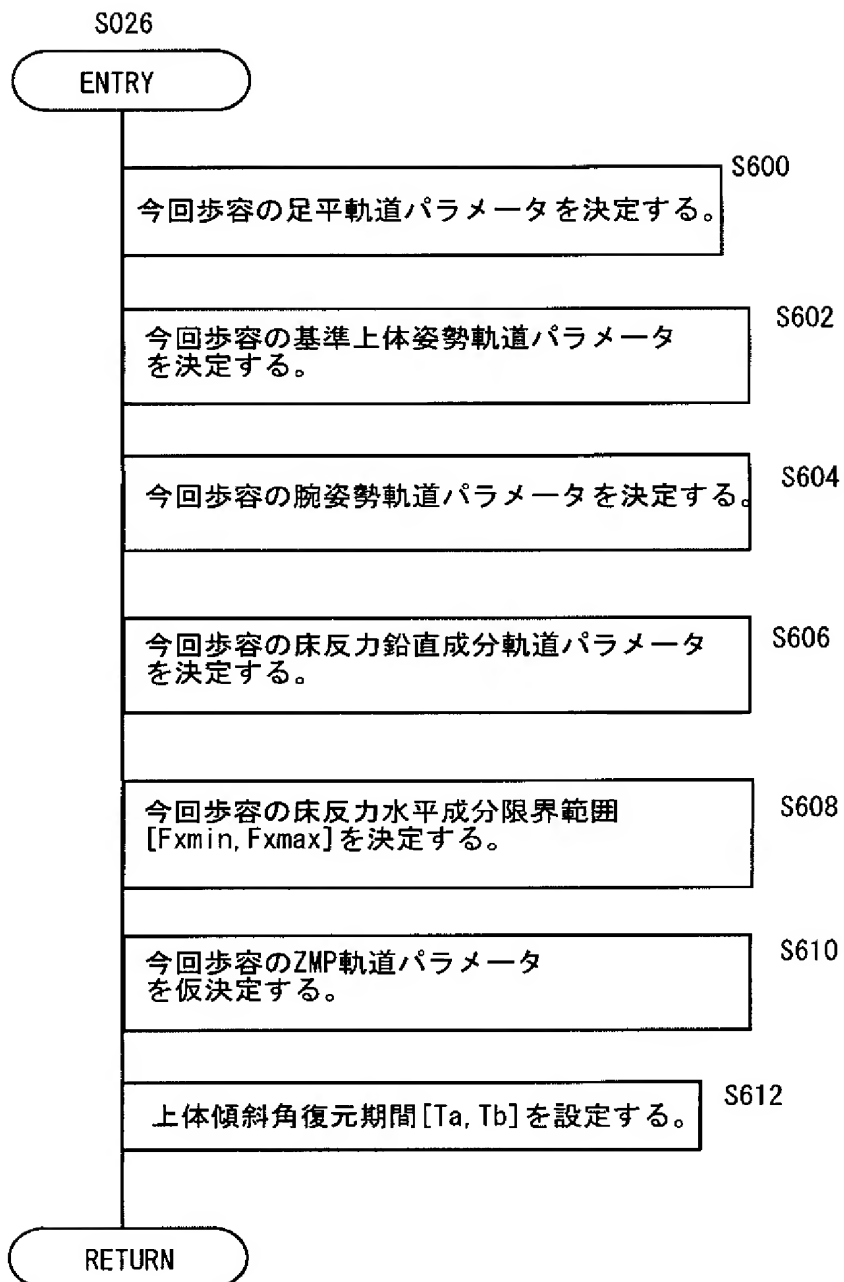 S026
ENTRY
S600
今回歩容の足平軌道パラメータを決定する。
S602
今回歩容の基準上体姿勢軌道パラメータ
を決定する。
S604
今回歩容の腕姿勢軌道パラメータを決定する。
S606
今回歩容の床反力鉛直成分軌道パラメータ
を決定する。
S608
今回歩容の床反力水平成分限界範囲
[Fxmin,Fxmax]を決定する。
S610
今回歩容のZMP軌道パラメータ
を仮決定する。
S612
上体傾斜角復元期間[Ta,Tb]を設定する。
RETURN